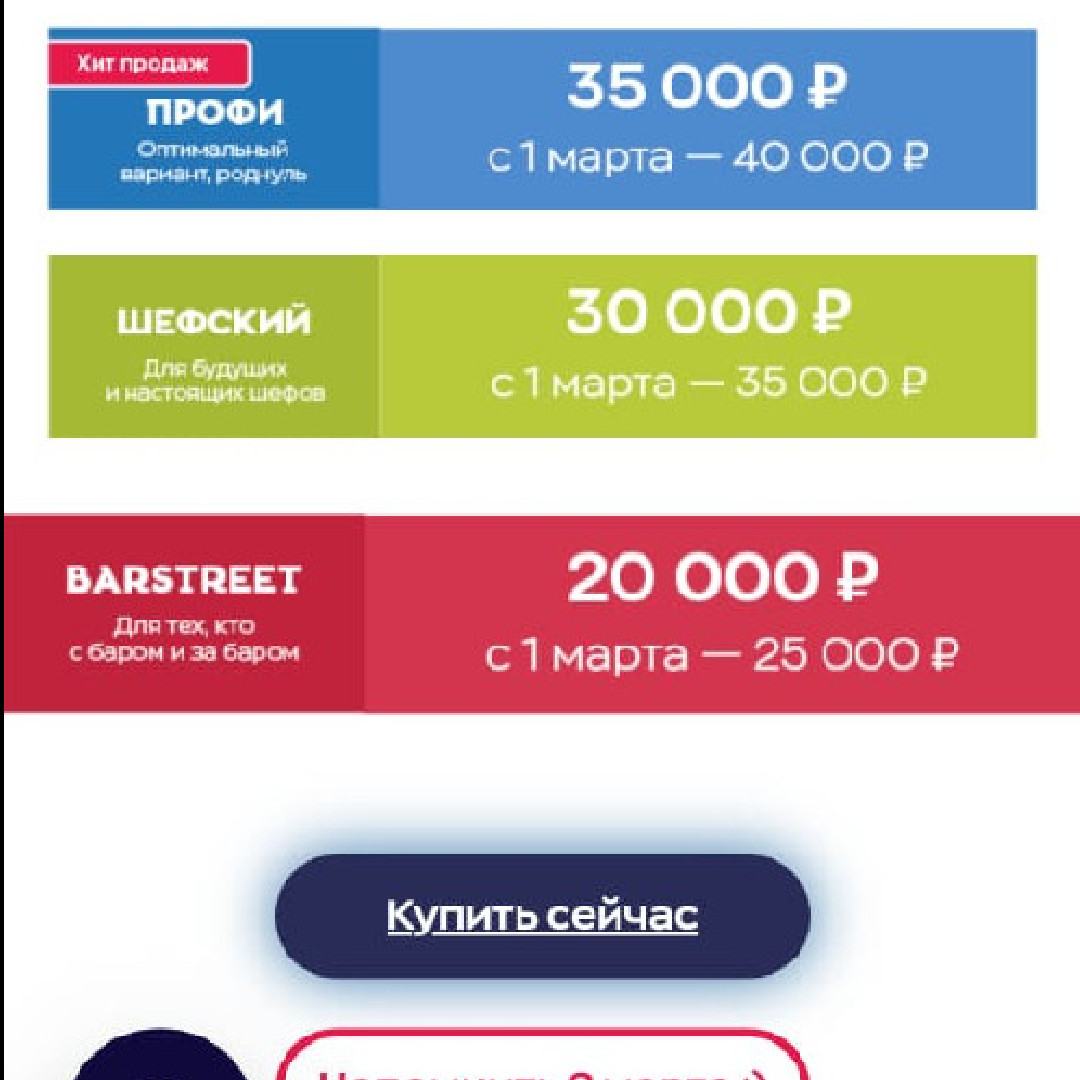 Хит продаж
ПРОФИ
Оптимальный
вариант, роднуль
35 000 ₽
с 1 марта — 40 000 ₽
ШЕФСКИЙ
Для будущих
и настоящих шефов
30 000 ₽
с 1 марта — 35 000 ₽
BARSTREET
Для тех, кто
с баром и за баром
20 000 ₽
с 1 марта — 25 000 ₽
Купить сейчас